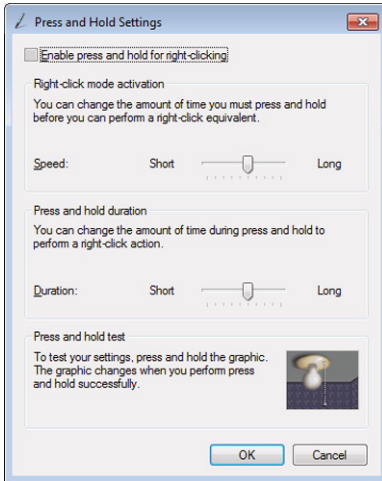 Press and Hold Settings
Enable press and hold for right-clicking
Right-click mode activation
You can change the amount of time you must press and hold
before you can perform a right-click equivalent.
Speed:
Short
Long
Press and hold duration
You can change the amount of time during press and hold to
perform a right-click action.
Duration:
Short
Long
Press and hold test
To test your settings, press and hold the graphic.
The graphic changes when you perform press
and hold successfully.
OK
Cancel